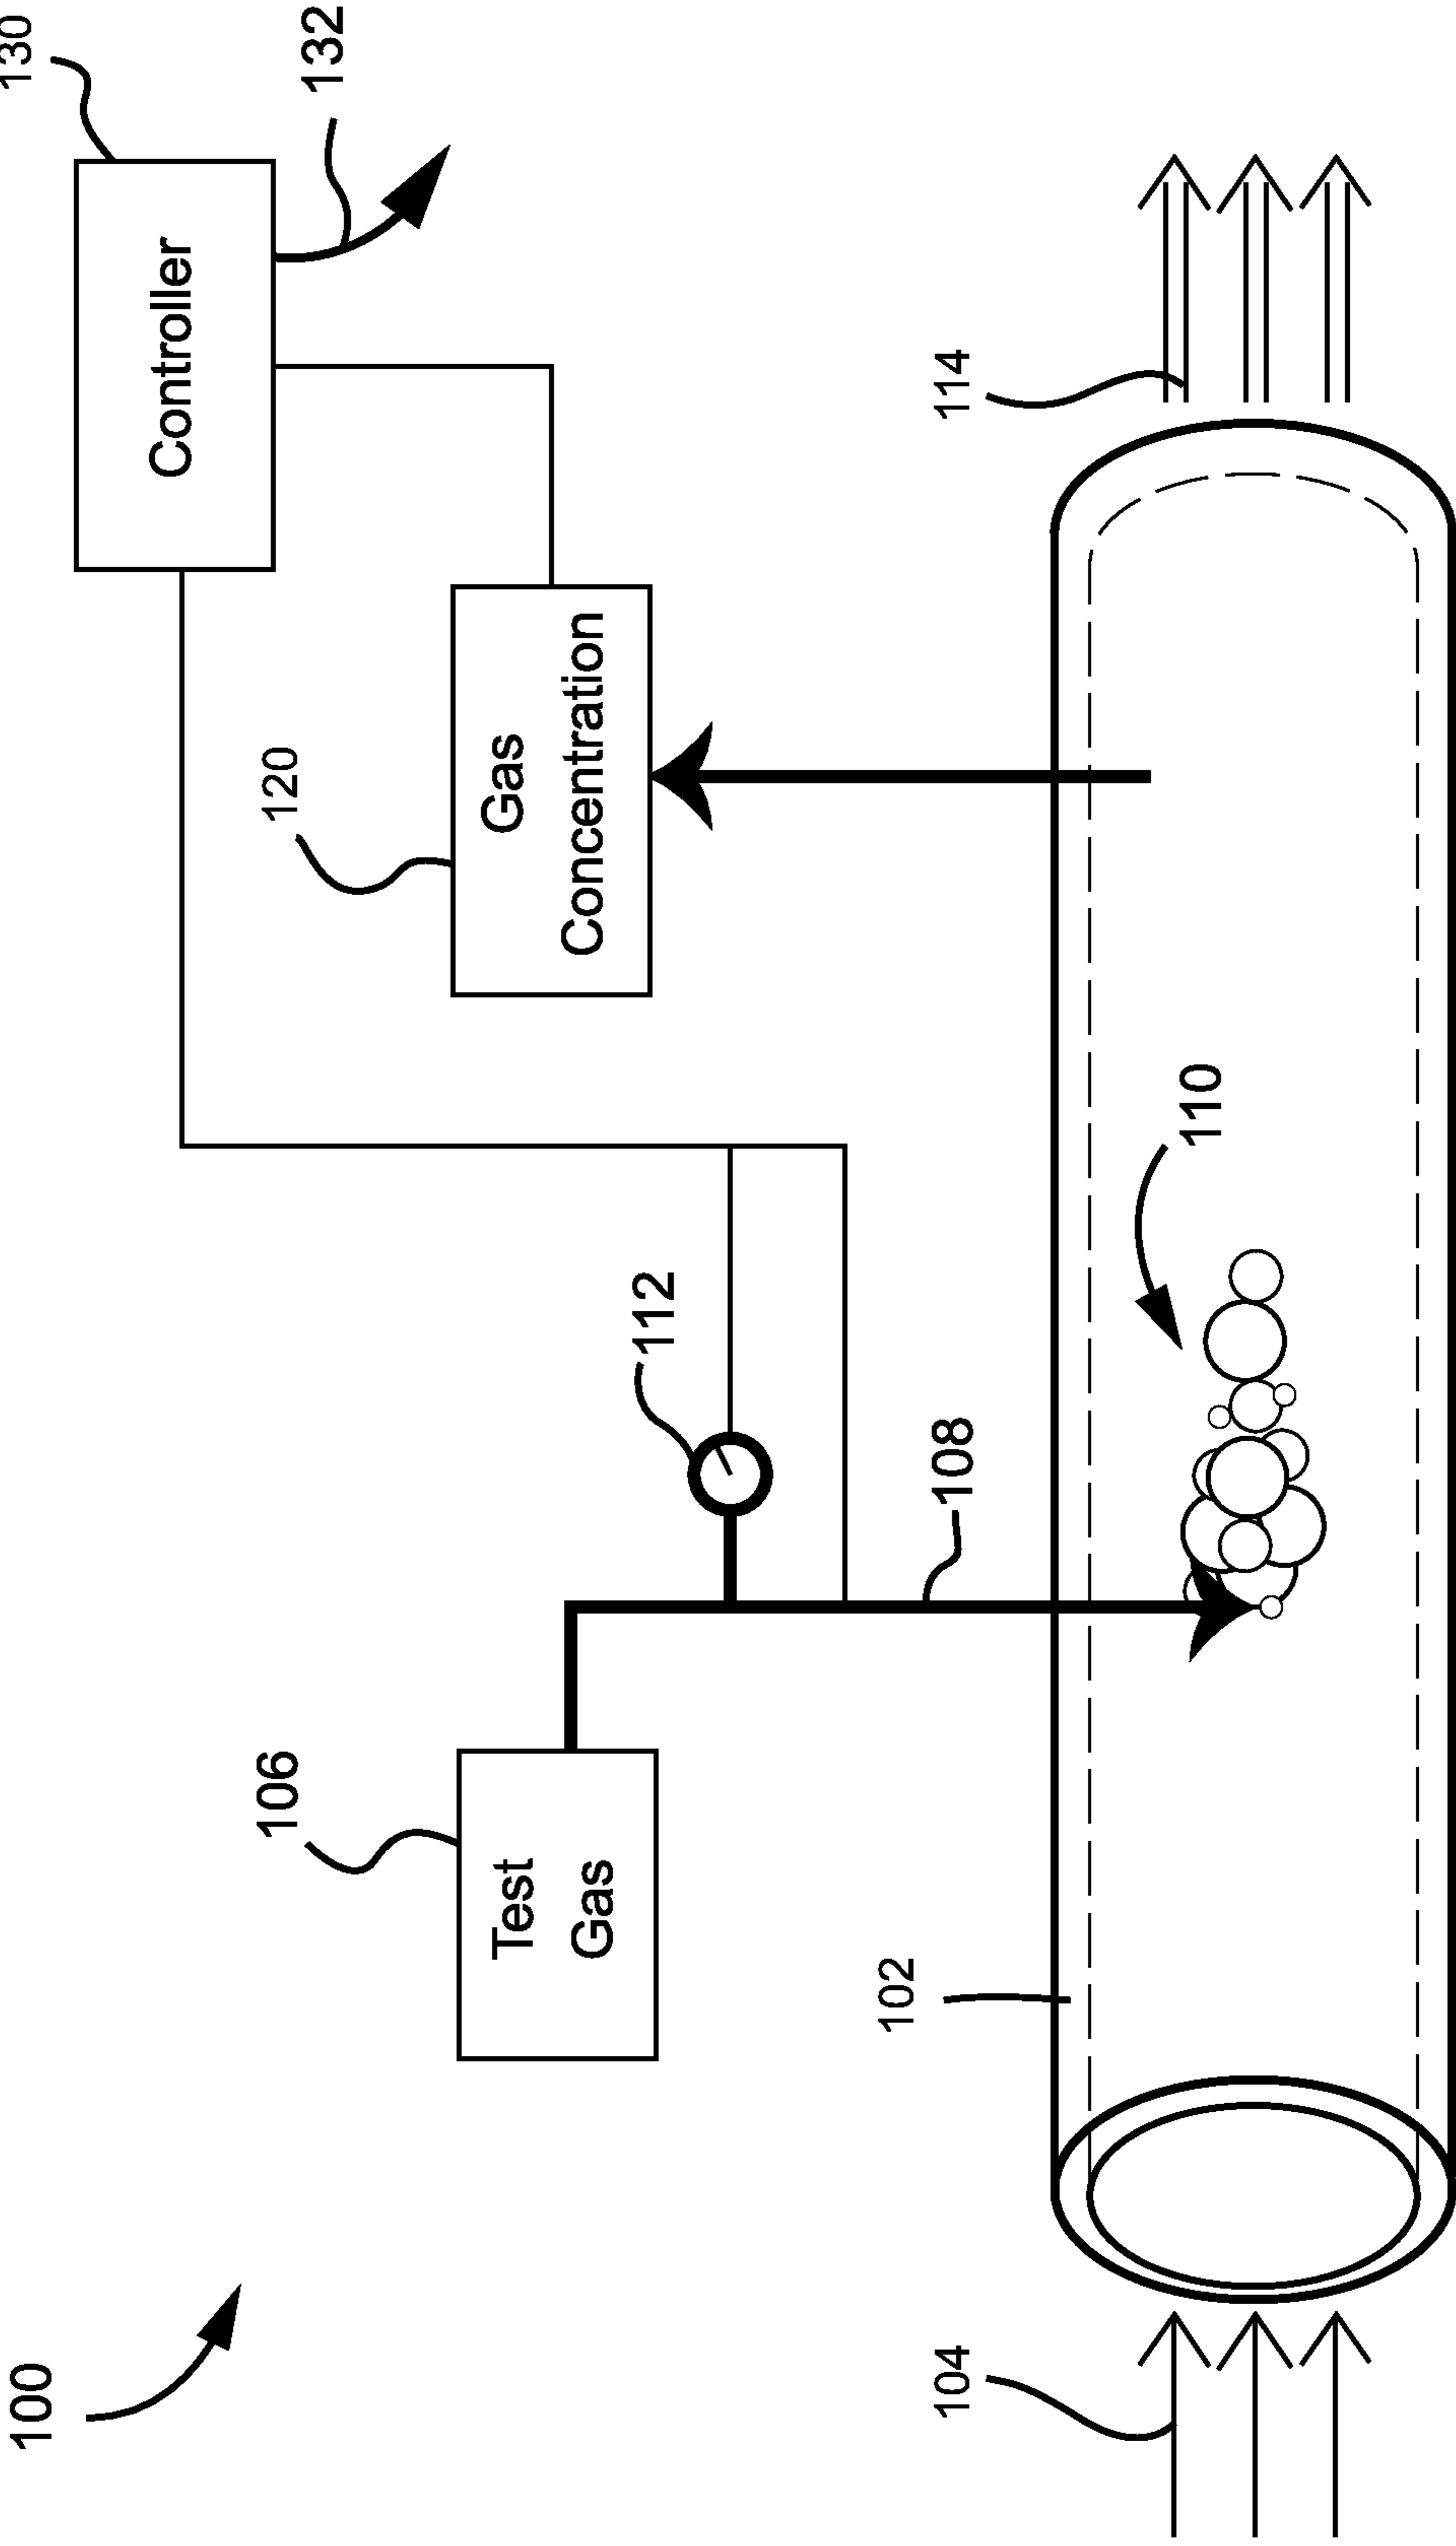 100
130
Controller
132
106
Test
Gas
120
Gas
Concentration
112
108
102
104
110
114